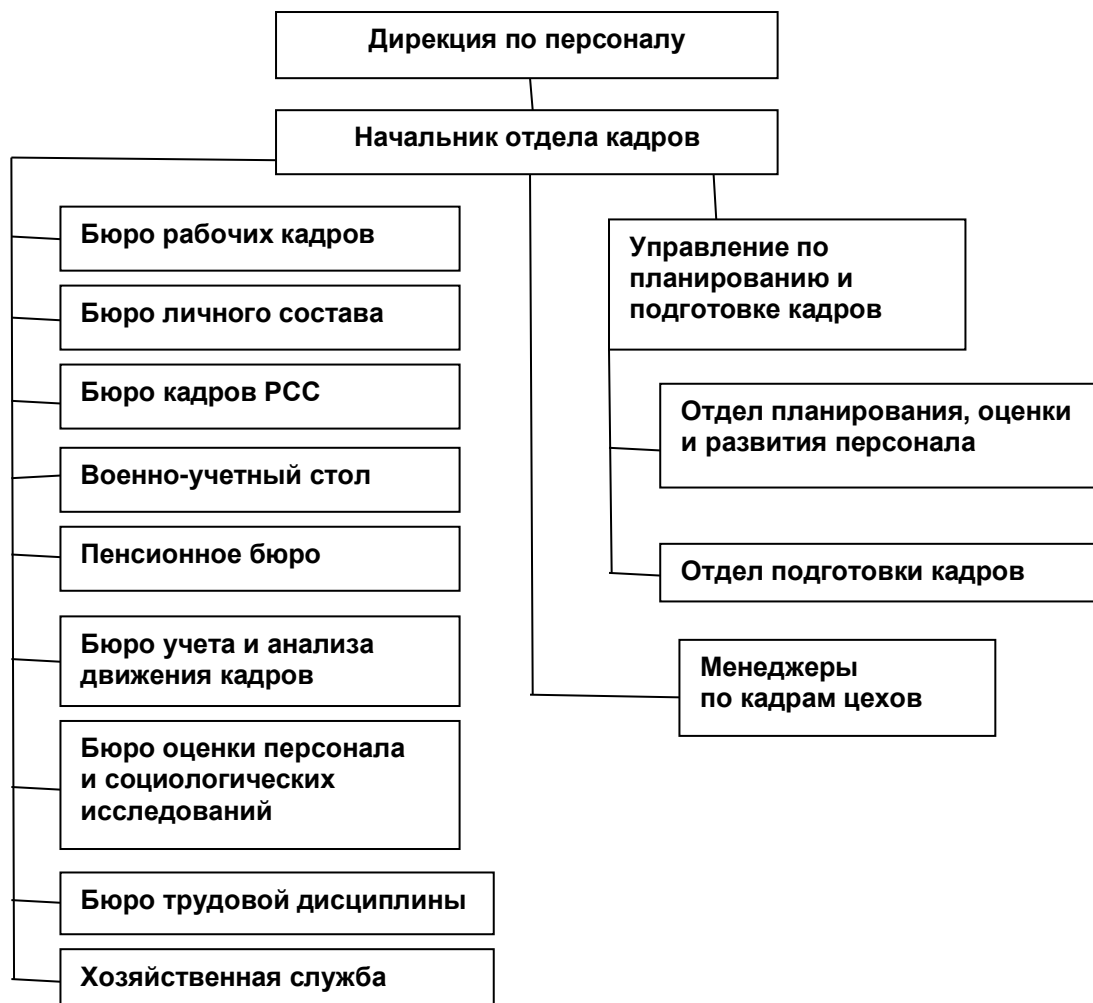 Дирекция по персоналу
Начальник отдела кадров
Бюро рабочих кадров
Бюро личного состава
Бюро кадров РСС
Военно-учетный стол
Пенсионное бюро
Бюро учета и анализа
движения кадров
Бюро оценки персонала
и социологических
исследований
Бюро трудовой дисциплины
Хозяйственная служба
Управление по
планированию и
подготовке кадров
Отдел планирования, оценки
и развития персонала
Отдел подготовки кадров
Менеджеры
по кадрам цехов